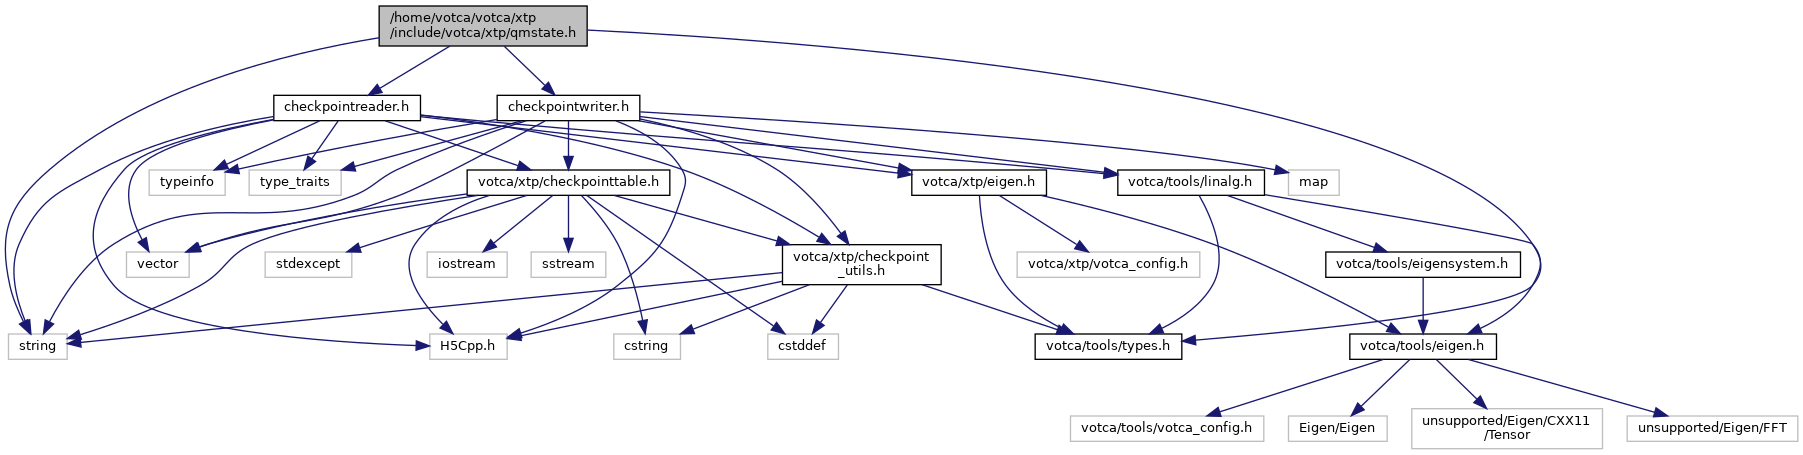 /home/votca/votca/xtp
/include/votca/xtp/qmstate.h
checkpointreader.h
checkpointwriter.h
typeinfo
type_traits
votca/xtp/checkpointtable.h
votca/xtp/eigen.h
votca/tools/linalg.h
map
vector
stdexcept
iostream
sstream
votca/xtp/checkpoint
_utils.h
votca/xtp/votca_config.h
votca/tools/eigensystem.h
string
H5Cpp.h
cstring
cstddef
votca/tools/types.h
votca/tools/eigen.h
votca/tools/votca_config.h
Eigen/Eigen
unsupported/Eigen/CXX11
/Tensor
unsupported/Eigen/FFT